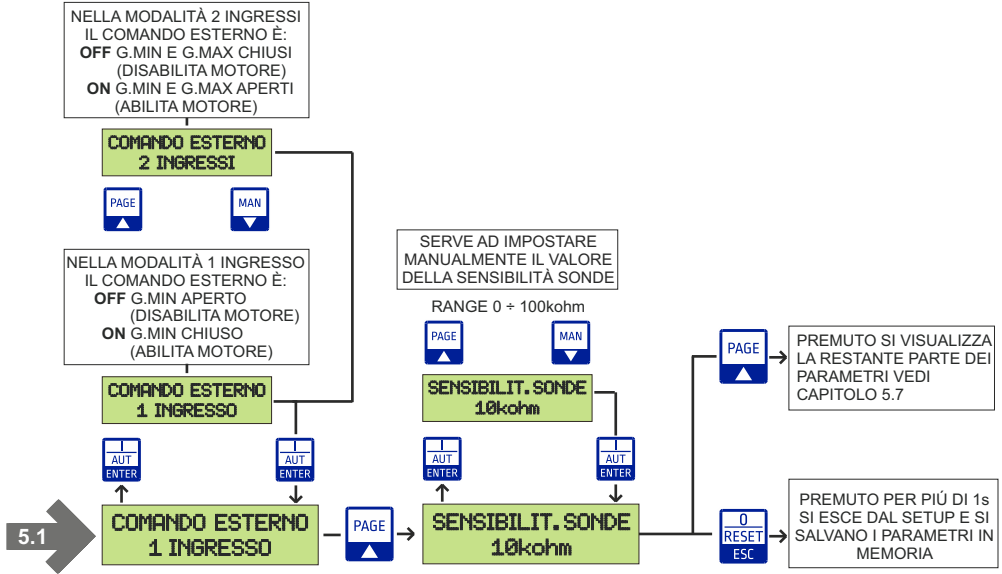 NELLA MODALITÀ 2 INGRESSI
IL COMANDO ESTERNO È:
OFF G.MIN E G.MAX CHIUSI
(DISABILITA MOTORE)
ON G.MIN E G.MAX APERTI
(ABILITA MOTORE)
COMANDO ESTERNO
2 INGRESSI
PAGE
MAN
NELLA MODALITÀ 1 INGRESSO
IL COMANDO ESTERNO È:
OFF G.MIN APERTO
(DISABILITA MOTORE)
ON G.MIN CHIUSO
(ABILITA MOTORE)
COMANDO ESTERNO
1 INGRESSO
I
AUT
ENTER
I
AUT
ENTER
5.1
COMANDO ESTERNO
1 INGRESSO
PAGE
SERVE AD IMPOSTARE
MANUALMENTE IL VALORE
DELLA SENSIBILITÀ SONDE
RANGE 0 ÷ 100kohm
PAGE
MAN
SENSIBILIT.SONDE
10kohm
I
AUT
ENTER
I
AUT
ENTER
SENSIBILIT.SONDE
10kohm
PAGE
PREMUTO SI VISUALIZZA
LA RESTANTE PARTE DEI
PARAMETRI VEDI
CAPITOLO 5.7
0
RESET
ESC
PREMUTO PER PIÚ DI 1s
SI ESCE DAL SETUP E SI
SALVANO I PARAMETRI IN
MEMORIA